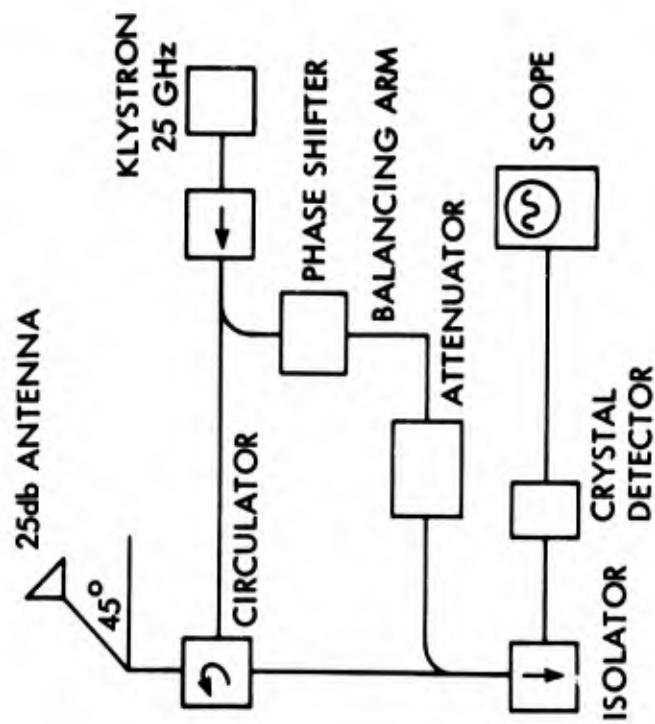 25db ANTENNA
45°
KLYSTRON
25 GHz
CIRCULATOR
PHASE SHIFTER
BALANCING ARM
ATTENUATOR
SCOPE
CRYSTAL
DETECTOR
ISOLATOR